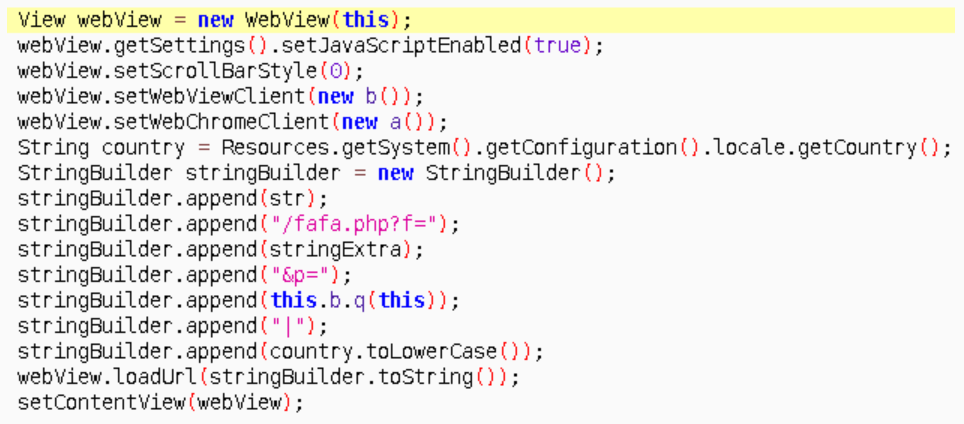 View webView = new WebView(this);
webView.getSettings().setJavaScriptEnabled(true);
webView.setScrollBarStyle(0);
webView.setWebViewClient(new b());
webView.setWebChromeClient(new a());
String country = Resources.getSystem().getConfiguration().locale.getCountry();
StringBuilder stringBuilder = new StringBuilder();
stringBuilder.append(str);
stringBuilder.append("/fafa.php?f=");
stringBuilder.append(stringExtra);
stringBuilder.append("&p=");
stringBuilder.append(this.b.q(this));
stringBuilder.append("|");
stringBuilder.append(country.toLowerCase());
webView.loadUrl(stringBuilder.toString());
setContentView(webView);